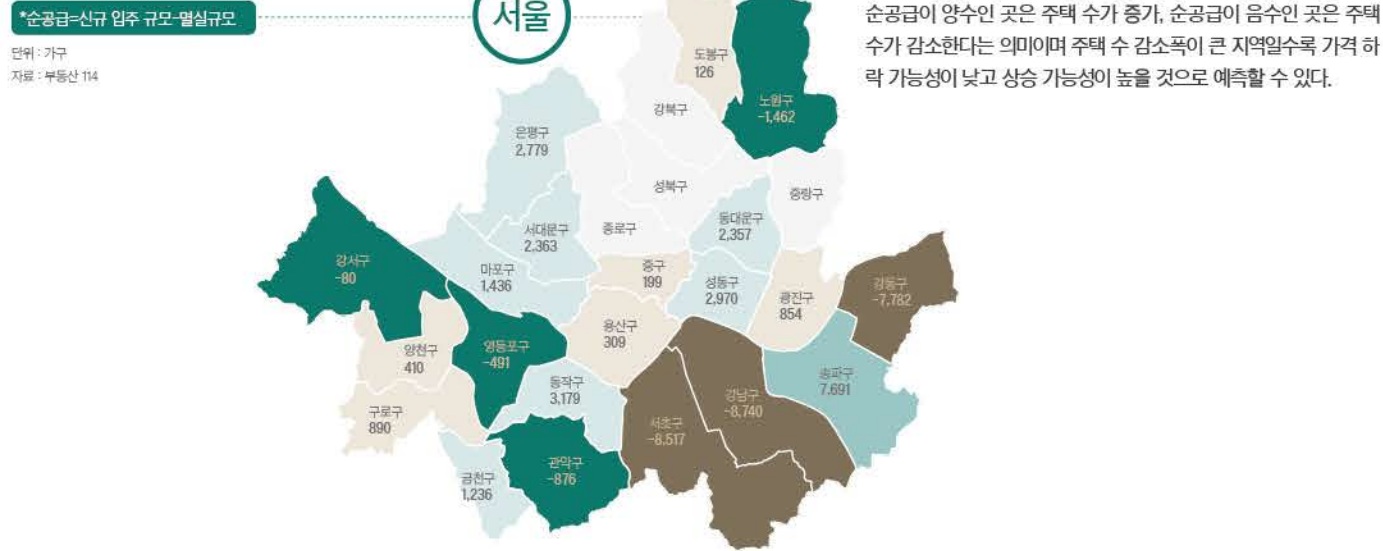 *순공급=신규 입주 규모-멸실규모
단위 : 가구
자료 : 부동산 114
서울
순공급이 양수인 곳은 주택 수가 증가, 순공급이 음수인 곳은 주택
수가 감소한다는 의미이며 주택 수 감소폭이 큰 지역일수록 가격 하
락 가능성이 낮고 상승 가능성이 높을 것으로 예측할 수 있다.
도봉구
126
노원구
-1,462
강북구
은평구
2,779
성북구
중랑구
서대문구
2,363
종로구
동대문구
2,357
강서구
-80
마포구
1,436
중구
199
성동구
2,970
광진구
854
강동구
-7,782
양천구
410
영등포구
-491
용산구
309
동작구
3,179
송파구
7,691
구로구
890
서초구
-8,517
강남구
-8,740
금천구
1,236
관악구
-876